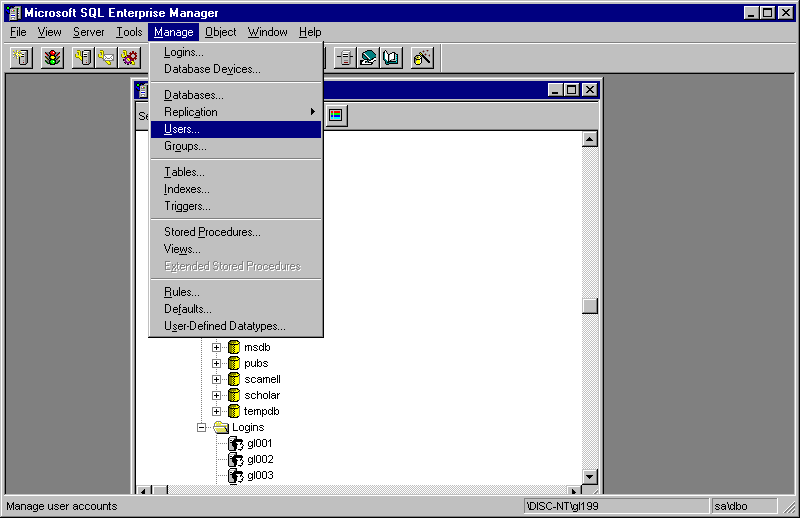 Microsoft SQL Enterprise Manager
File View Server Tools Manage Object Window Help
Logins...
Database Devices...
Databases...
Replication
Users...
Groups...
Tables...
Indexes...
Triggers...
Stored Procedures...
Views...
Extended Stored Procedures
Rules...
Defaults...
User-Defined Datatypes...
Se
msdb
pubs
scamell
scholar
tempdb
Logins
gl001
gl002
gl003
Manage user accounts
\DISC-NT\gl199
sa\dbo